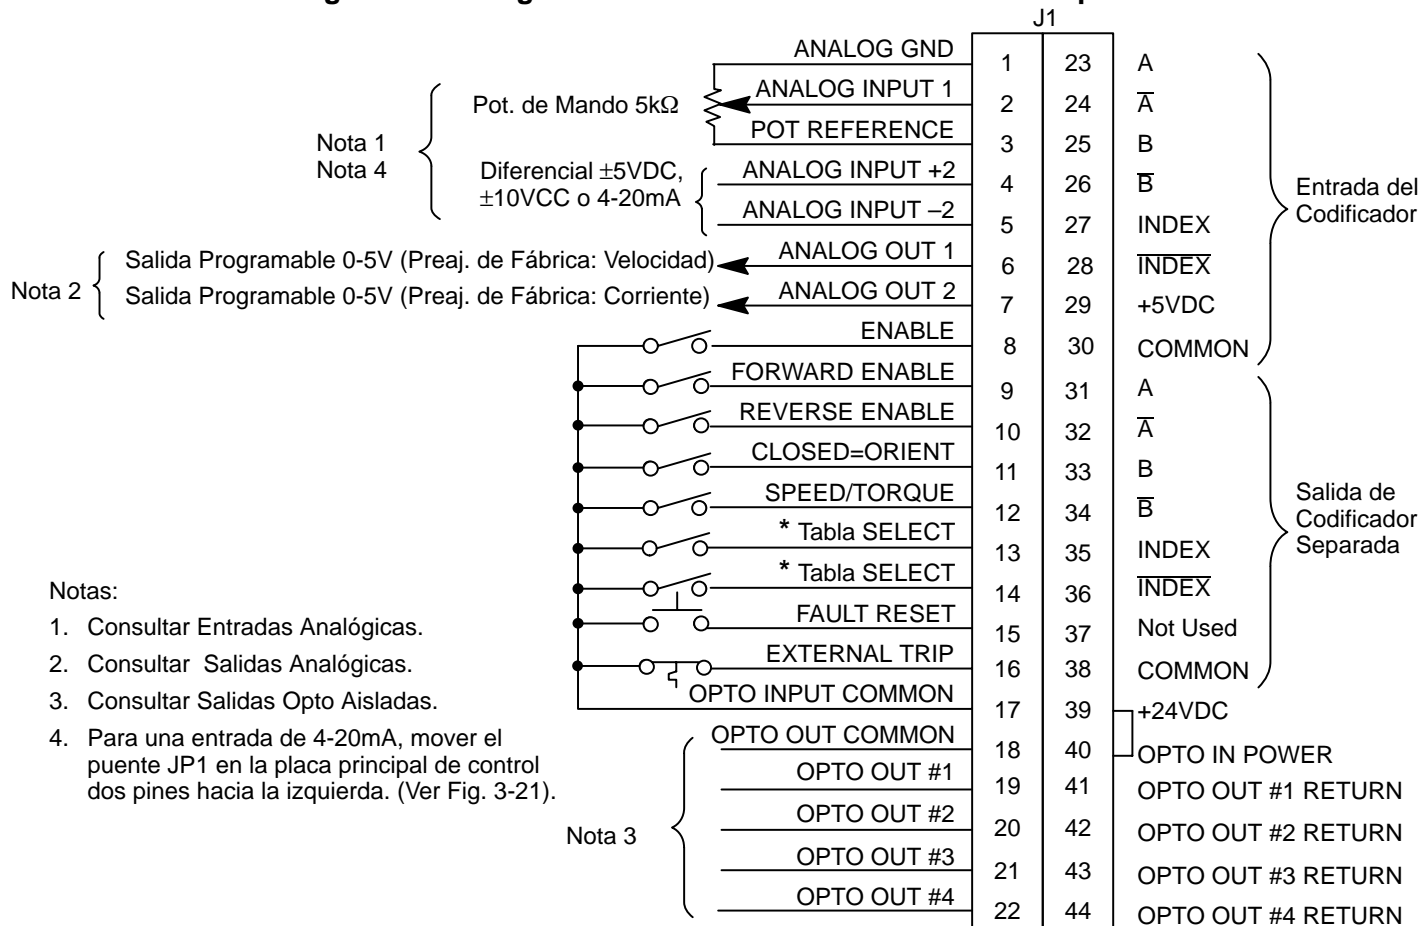 J1
ANALOG GND 1 23 A
Pot. de Mando 5kΩ ANALOG INPUT 1 2 24 A̅
Nota 1 POT REFERENCE 3 25 B
Nota 4 Diferencial ±5VDC, ANALOG INPUT +2 4 26 B̅ Entrada del
±10VCC o 4-20mA ANALOG INPUT –2 5 27 INDEX Codificador
Salida Programable 0-5V (Preaj. de Fábrica: Velocidad) ANALOG OUT 1 6 28 I̅N̅D̅E̅X̅
Nota 2 Salida Programable 0-5V (Preaj. de Fábrica: Corriente) ANALOG OUT 2 7 29 +5VDC
ENABLE 8 30 COMMON
FORWARD ENABLE 9 31 A
REVERSE ENABLE 10 32 A̅
CLOSED=ORIENT 11 33 B
SPEED/TORQUE 12 34 B̅ Salida de
Codificador
* Tabla SELECT 13 35 INDEX Separada
* Tabla SELECT 14 36 I̅N̅D̅E̅X̅
FAULT RESET 15 37 Not Used
EXTERNAL TRIP 16 38 COMMON
OPTO INPUT COMMON 17 39 +24VDC
OPTO OUT COMMON 18 40 OPTO IN POWER
OPTO OUT #1 19 41 OPTO OUT #1 RETURN
Nota 3 OPTO OUT #2 20 42 OPTO OUT #2 RETURN
OPTO OUT #3 21 43 OPTO OUT #3 RETURN
OPTO OUT #4 22 44 OPTO OUT #4 RETURN
Notas:
1. Consultar Entradas Analógicas.
2. Consultar Salidas Analógicas.
3. Consultar Salidas Opto Aisladas.
4. Para una entrada de 4-20mA, mover el
puente JP1 en la placa principal de control
dos pines hacia la izquierda. (Ver Fig. 3-21).